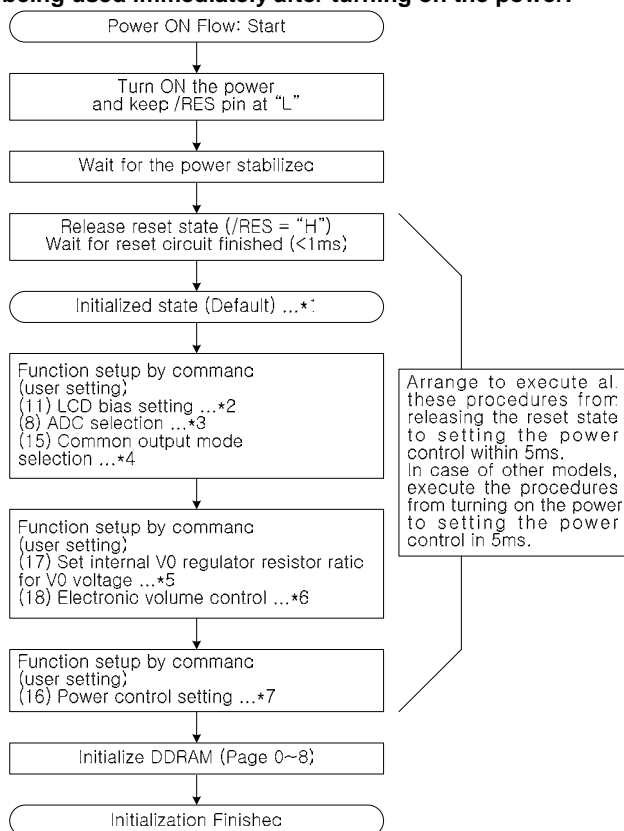 being used immediately after turning on the power:
Power ON Flow: Start
Turn ON the power
and keep /RES pin at “L”
Wait for the power stabilized
Release reset state (/RES = “H”)
Wait for reset circuit finished (<1ms)
Initialized state (Default) ...*1
Function setup by command
(user setting)
(11) LCD bias setting ...*2
(8) ADC selection ...*3
(15) Common output mode
selection ...*4
Function setup by command
(user setting)
(17) Set internal V0 regulator resistor ratio
for V0 voltage ...*5
(18) Electronic volume control ...*6
Function setup by command
(user setting)
(16) Power control setting ...*7
Initialize DDRAM (Page 0~8)
Initialization Finished
Arrange to execute all
these procedures from
releasing the reset state
to setting the power
control within 5ms.
In case of other models,
execute the procedures
from turning on the power
to setting the power
control in 5ms.